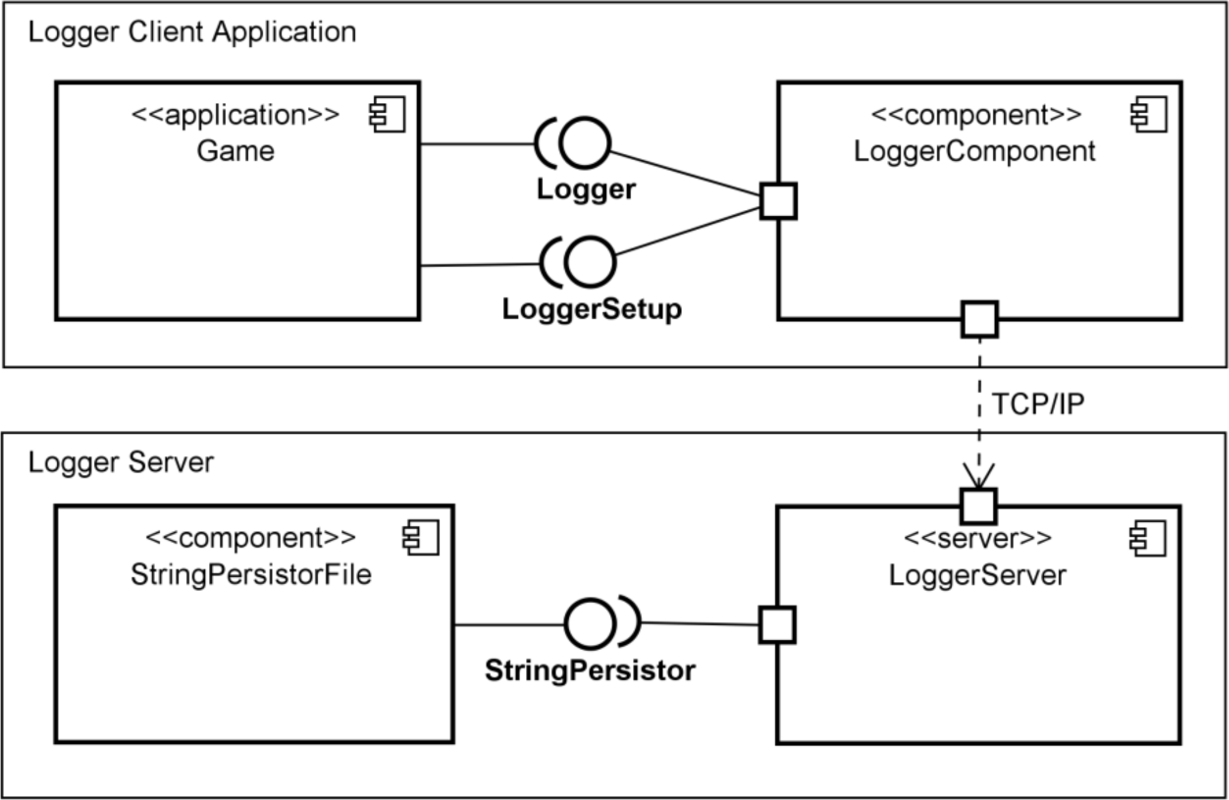 Logger Client Application
<<application>>
Game
Logger
LoggerSetup
<<component>>
LoggerComponent
TCP/IP
Logger Server
<<component>>
StringPersistorFile
StringPersistor
<<server>>
LoggerServer